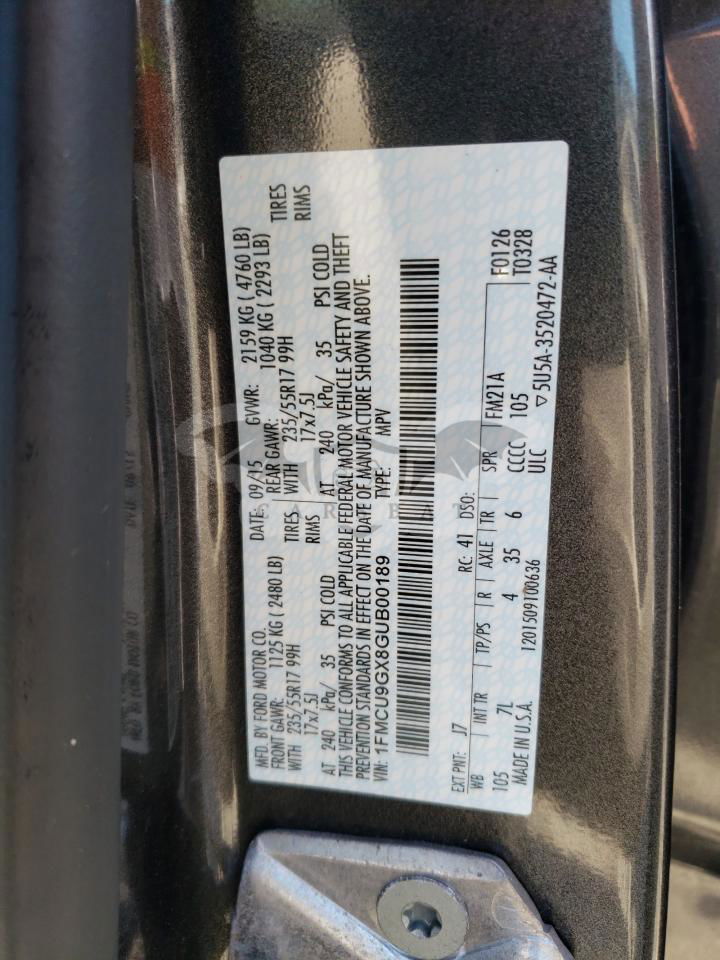 MFD. BY FORD MOTOR CO.
DATE: 09/15 GVWR: 2159 KG ( 4760 LB)
FRONT GAWR: 1125 KG ( 2480 LB) REAR GAWR: 1040 KG ( 2293 LB)
WITH 235/55R17 99H TIRES WITH 235/55R17 99H TIRES
17x7.5J RIMS 17x7.5J RIMS
AT 240 kPa/ 35 PSI COLD AT 240 kPa/ 35 PSI COLD
THIS VEHICLE CONFORMS TO ALL APPLICABLE FEDERAL MOTOR VEHICLE SAFETY AND THEFT
PREVENTION STANDARDS IN EFFECT ON THE DATE OF MANUFACTURE SHOWN ABOVE.
VIN: 1FMCU9GX8GUB00189 TYPE: MPV
F0126
T0328
EXT PNT: J7 RC: 41 DSO: FM21A
WB INT TR TP/PS R AXLE TR SPR
105 7L 4 35 6 CCCC 105
MADE IN U.S.A. 1201509100636 ULC ▽5U5A-3520472-AA
CAR BAT